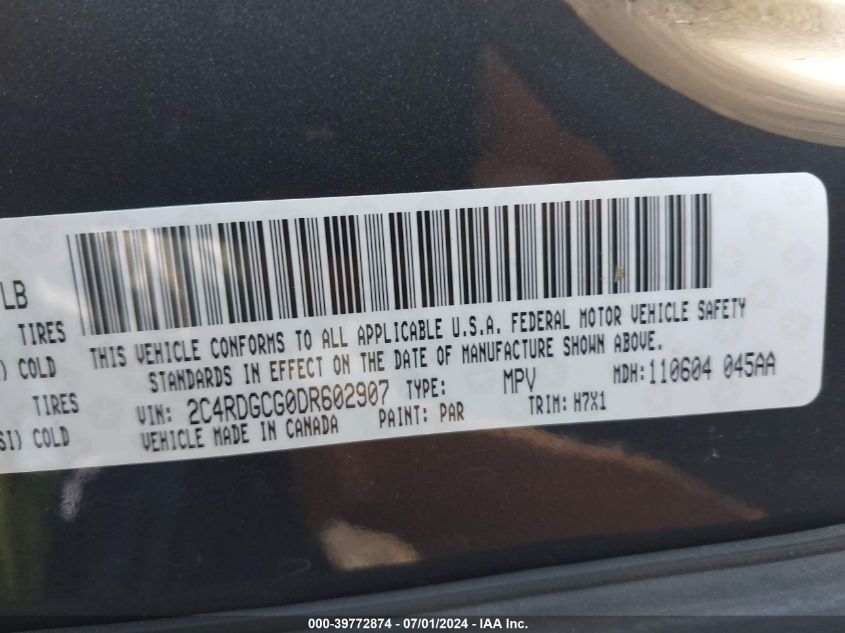 LB
TIRES
) COLD
TIRES
SI) COLD
THIS VEHICLE CONFORMS TO ALL APPLICABLE U.S.A. FEDERAL MOTOR VEHICLE SAFETY
STANDARDS IN EFFECT ON THE DATE OF MANUFACTURE SHOWN ABOVE.
VIN: 2C4RDGCG0DR602907 TYPE: MPV MDH:110604 045AA
VEHICLE MADE IN CANADA PAINT: PAR TRIM: H7X1
000-39772874 / 07/01/2024 - IAA Inc.